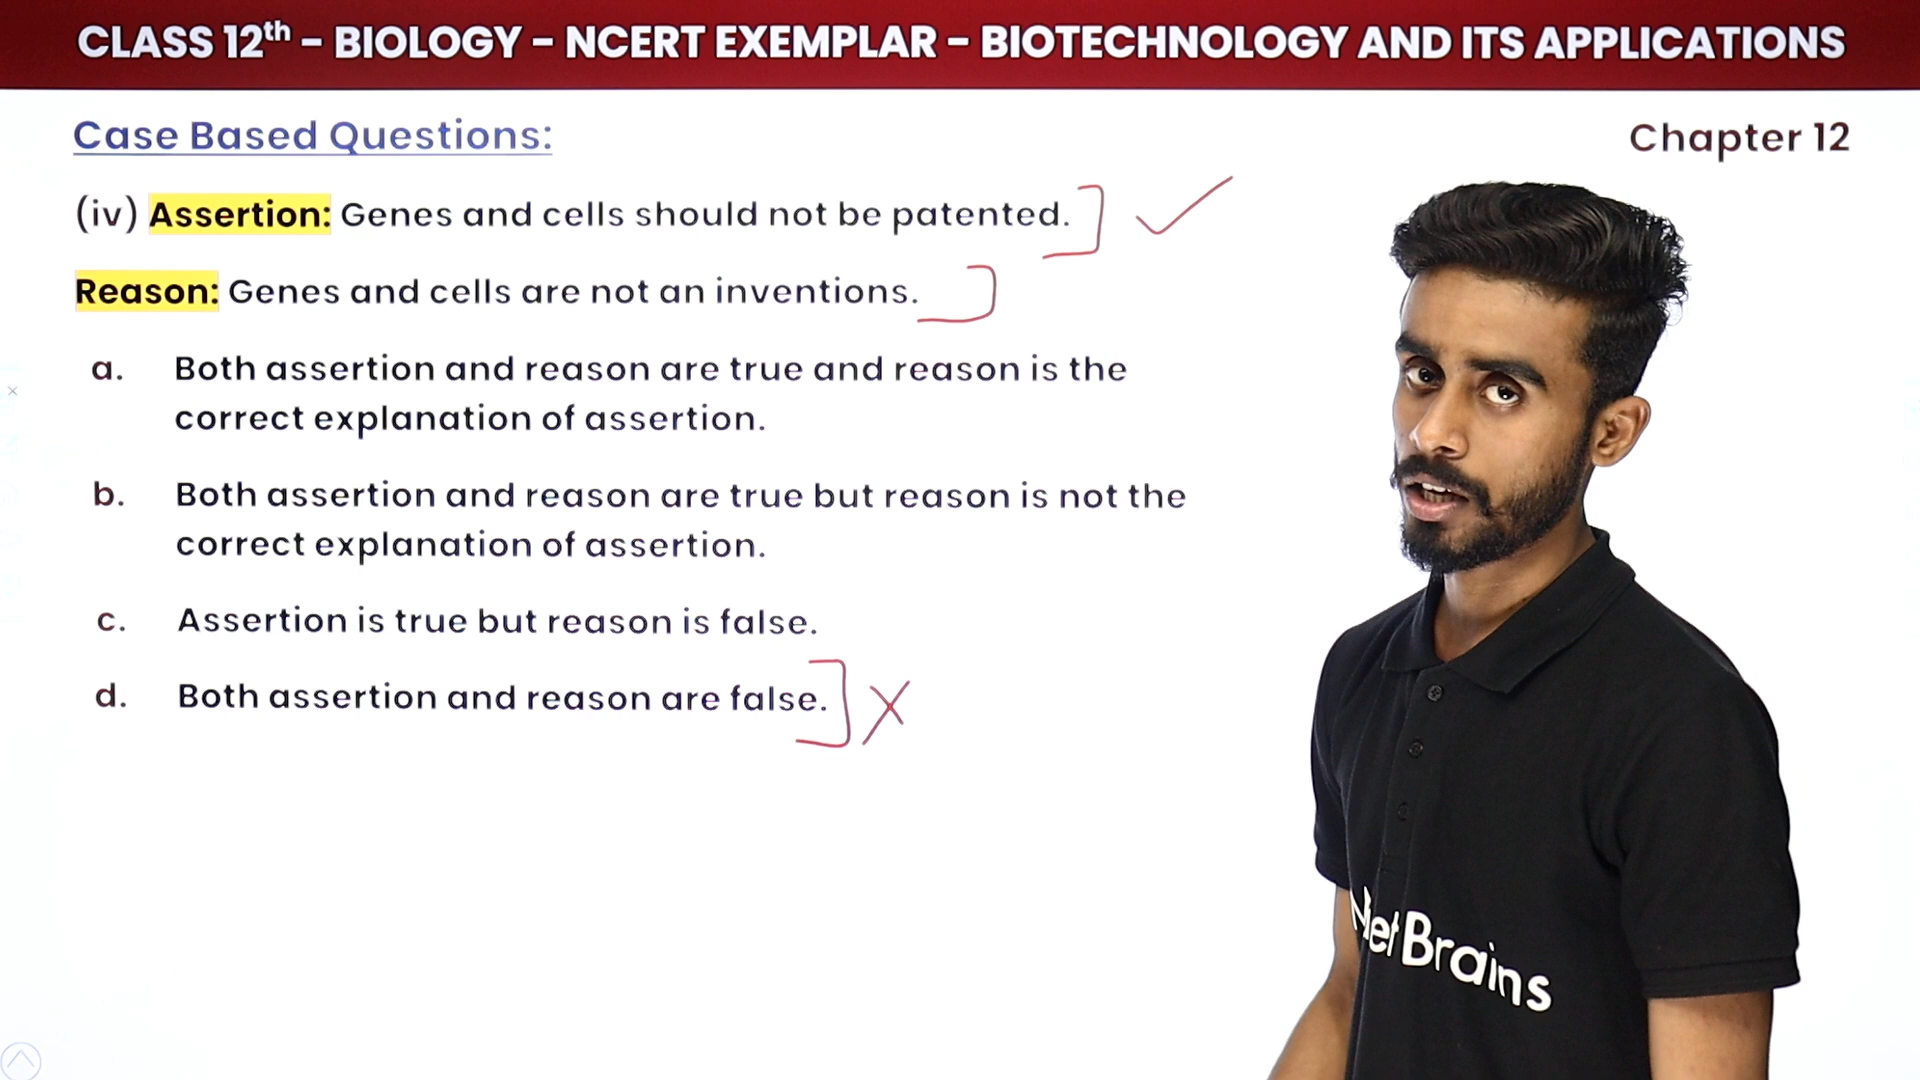 CLASS 12th – BIOLOGY – NCERT EXEMPLAR – BIOTECHNOLOGY AND ITS APPLICATIONS
Case Based Questions:
Chapter 12
(iv) Assertion: Genes and cells should not be patented.
Reason: Genes and cells are not an inventions.
a. Both assertion and reason are true and reason is the
correct explanation of assertion.
b. Both assertion and reason are true but reason is not the
correct explanation of assertion.
c. Assertion is true but reason is false.
d. Both assertion and reason are false.
Net Brains